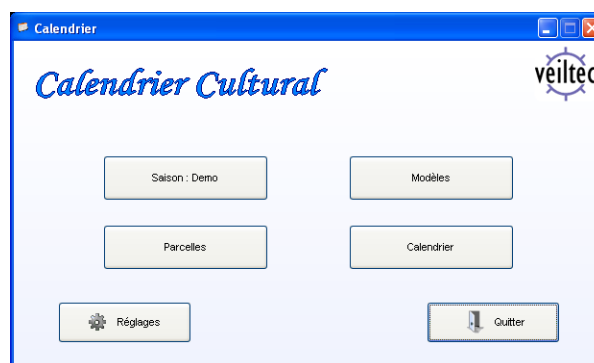 Calendrier
Calendrier Cultural
veiltec
Saison : Demo
Modèles
Parcelles
Calendrier
Réglages
Quitter